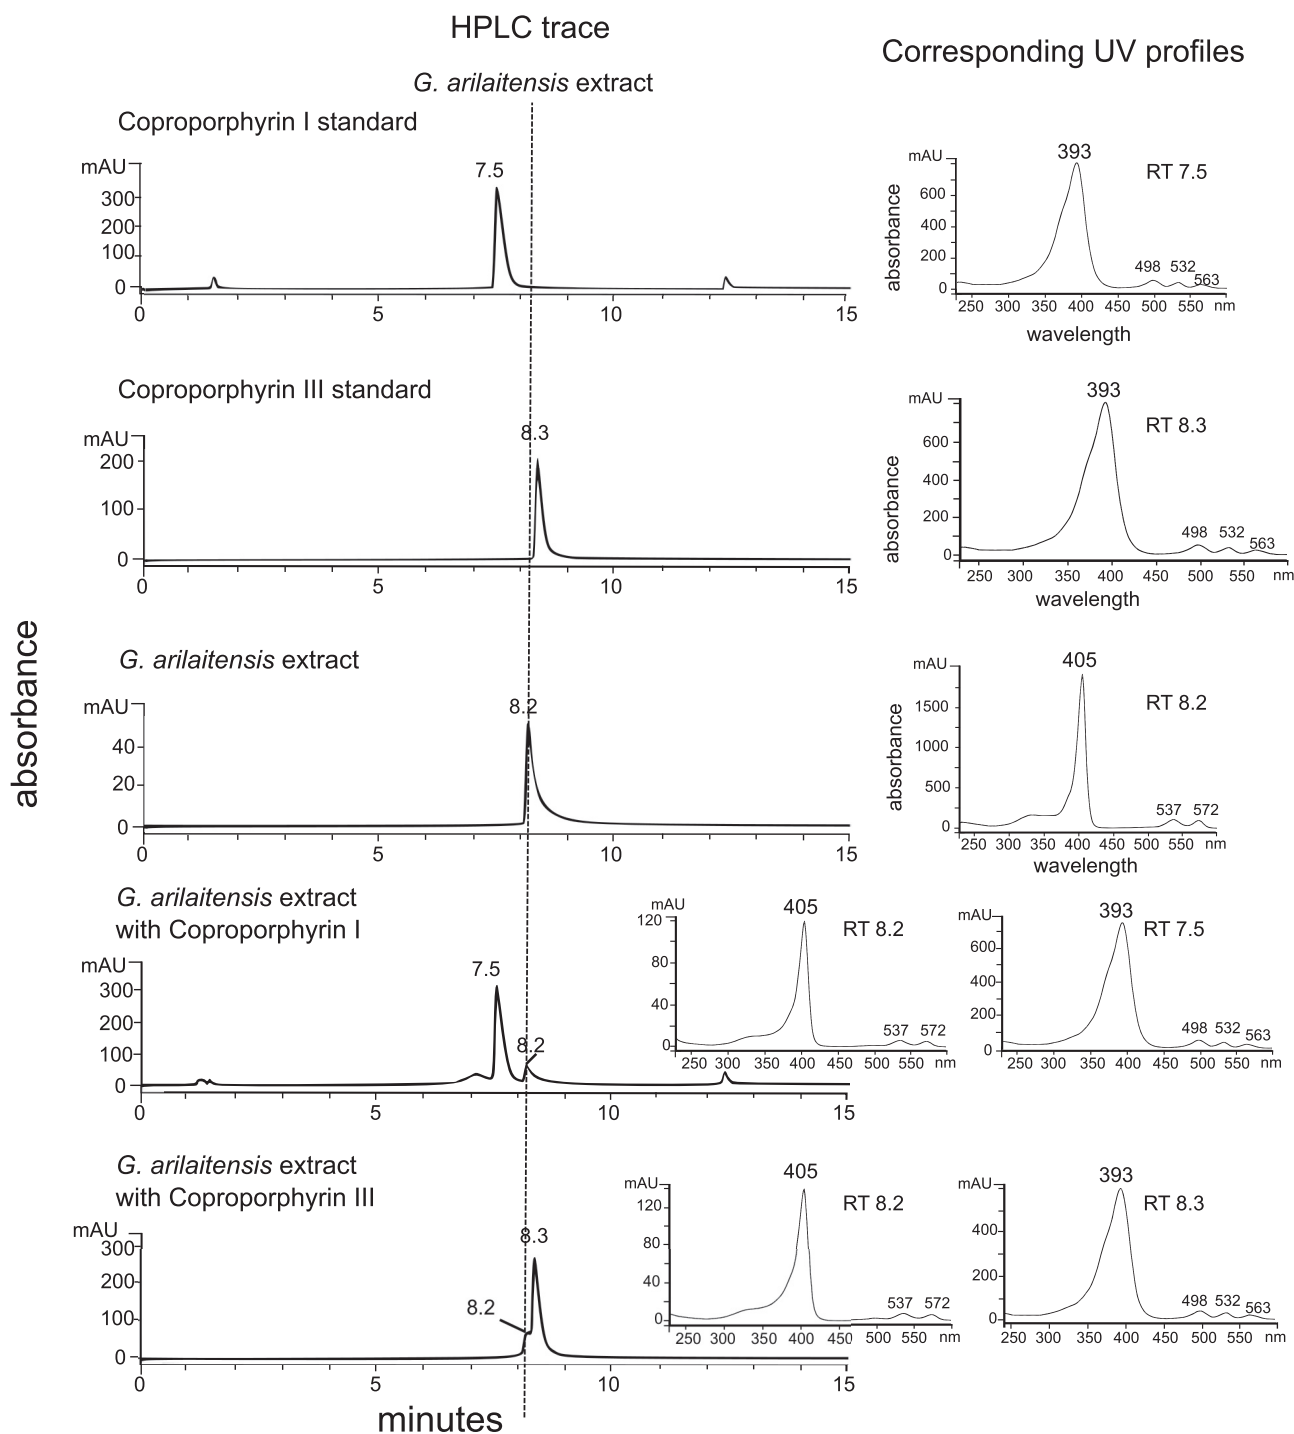 HPLC trace
Corresponding UV profiles
G. arilaitensis extract
Coproporphyrin I standard
mAU
300
200
100
0
7.5
0 5 10 15
mAU
600
400
200
0
absorbance
393
RT 7.5
498 532 563
250 300 350 400 450 500 550 nm
wavelength
Coproporphyrin III standard
mAU
200
100
0
8.3
0 5 10 15
mAU
600
400
200
0
absorbance
393
RT 8.3
498 532 563
250 300 350 400 450 500 550 nm
wavelength
absorbance
G. arilaitensis extract
mAU
40
20
0
8.2
0 5 10 15
mAU
1500
1000
500
0
absorbance
405
RT 8.2
537 572
250 300 350 400 450 500 550 nm
wavelength
G. arilaitensis extract
with Coproporphyrin I
mAU
300
200
100
0
7.5
8.2
0 5 10 15
mAU
120
80
40
0
405
RT 8.2
537 572
250 300 350 400 450 500 550 nm
mAU
600
400
200
0
393
RT 7.5
498 532 563
250 300 350 400 450 500 550 nm
G. arilaitensis extract
with Coproporphyrin III
mAU
300
200
100
0
8.3
8.2
0 5 10 15
mAU
120
80
40
0
405
RT 8.2
537 572
250 300 350 400 450 500 550 nm
mAU
400
200
0
393
RT 8.3
498 532 563
250 300 350 400 450 500 550 nm
minutes